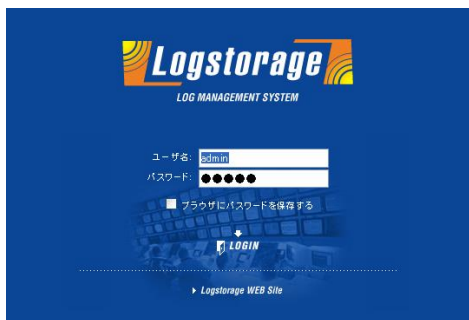 Logstorage
LOG MANAGEMENT SYSTEM
ユーザ名: admin
パスワード: ●●●●●
ブラウザにパスワードを保存する
LOGIN
Logstorage WEB Site